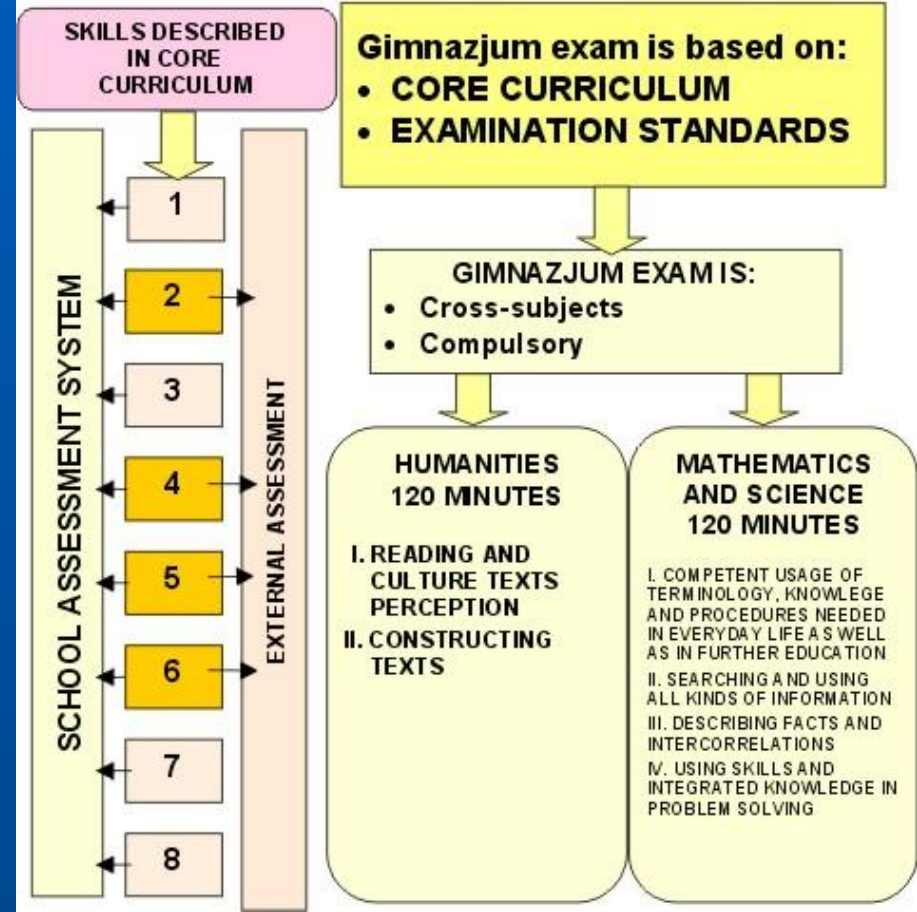 SKILLS DESCRIBED
IN CORE
CURRICULUM
SCHOOL ASSESSMENT SYSTEM
1
2
3
4
5
6
7
8
EXTERNAL ASSESSMENT
Gimnazjum exam is based on:
• CORE CURRICULUM
• EXAMINATION STANDARDS
GIMNAZJUM EXAM IS:
• Cross-subjects
• Compulsory
HUMANITIES
120 MINUTES
I. READING AND
CULTURE TEXTS
PERCEPTION
II. CONSTRUCTING
TEXTS
MATHEMATICS
AND SCIENCE
120 MINUTES
I. COMPETENT USAGE OF
TERMINOLOGY, KNOWLEGE
AND PROCEDURES NEEDED
IN EVERYDAY LIFE AS WELL
AS IN FURTHER EDUCATION
II. SEARCHING AND USING
ALL KINDS OF INFORMATION
III. DESCRIBING FACTS AND
INTERCORRELATIONS
IV. USING SKILLS AND
INTEGRATED KNOWLEDGE IN
PROBLEM SOLVING